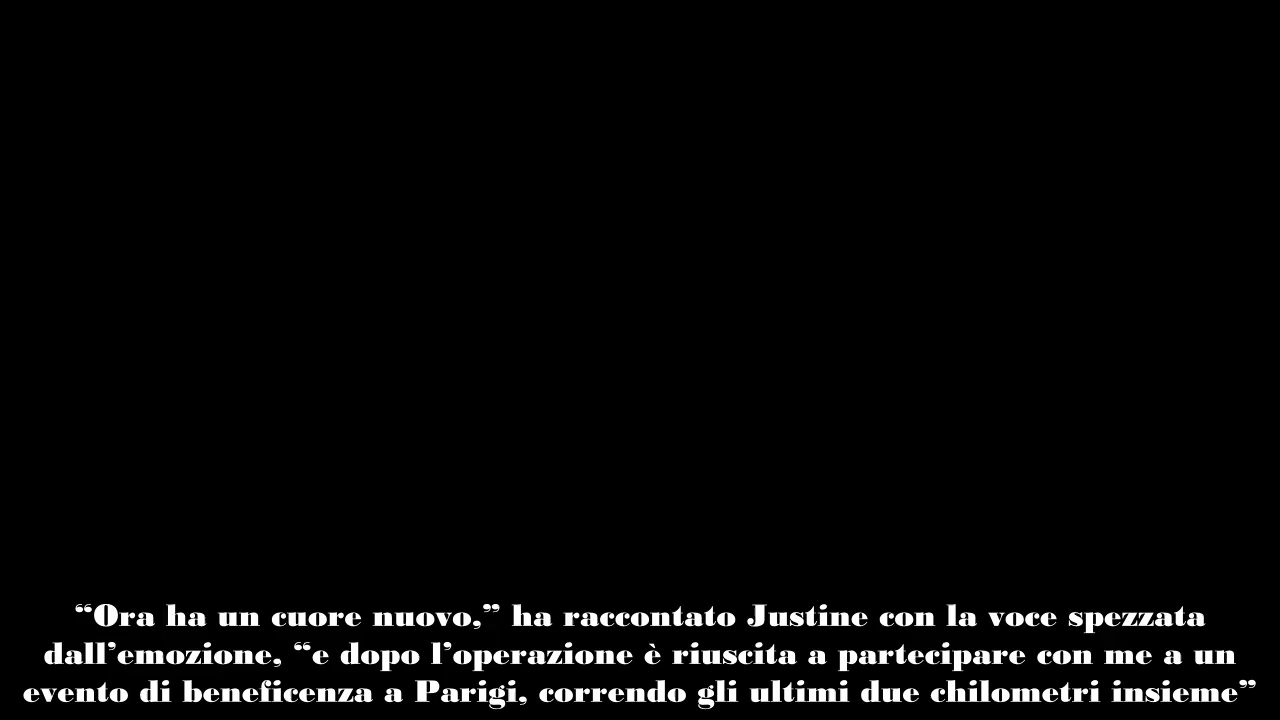 “Ora ha un cuore nuovo,” ha raccontato Justine con la voce spezzata
dall’emozione, “e dopo l’operazione è riuscita a partecipare con me a un
evento di beneficenza a Parigi, correndo gli ultimi due chilometri insieme”